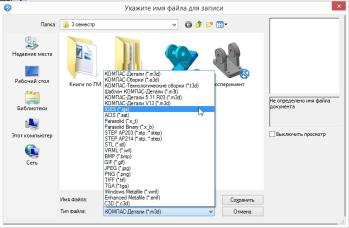 Укажите имя файла для записи
Папка:
3 семестр
Недавние места
Рабочий стол
Библиотеки
Этот компьютер
Сеть
Книги по ПМ
эксперимент
КОМПАС-Детали (*.m3d)
КОМПАС-Сборки (*.a3d)
КОМПАС-Технологические сборки (*.t3d)
Шаблон КОМПАС-Детали (*.m3t)
КОМПАС-Детали 5.11 R03 (*.m3d)
КОМПАС-Детали V13 (*.m3d)
IGES (*.igs)
ACIS (*.sat)
Parasolid (*.x_t)
Parasolid Binary (*.x_b)
STEP AP203 (*.stp, *.step)
STEP AP214 (*.stp, *.step)
STL (*.stl)
VRML (*.wrl)
BMP (*.bmp)
GIF (*.gif)
JPEG (*.jpg)
PNG (*.png)
TIFF (*.tif)
TGA (*.tga)
Windows Metafile (*.wmf)
Enhanced Metafile (*.emf)
C3D (*.c3d)
Не определено имя файла
документа
Выключить просмотр
Имя файла:
Сохранить
Тип файла:
КОМПАС-Детали (*.m3d)
Отмена